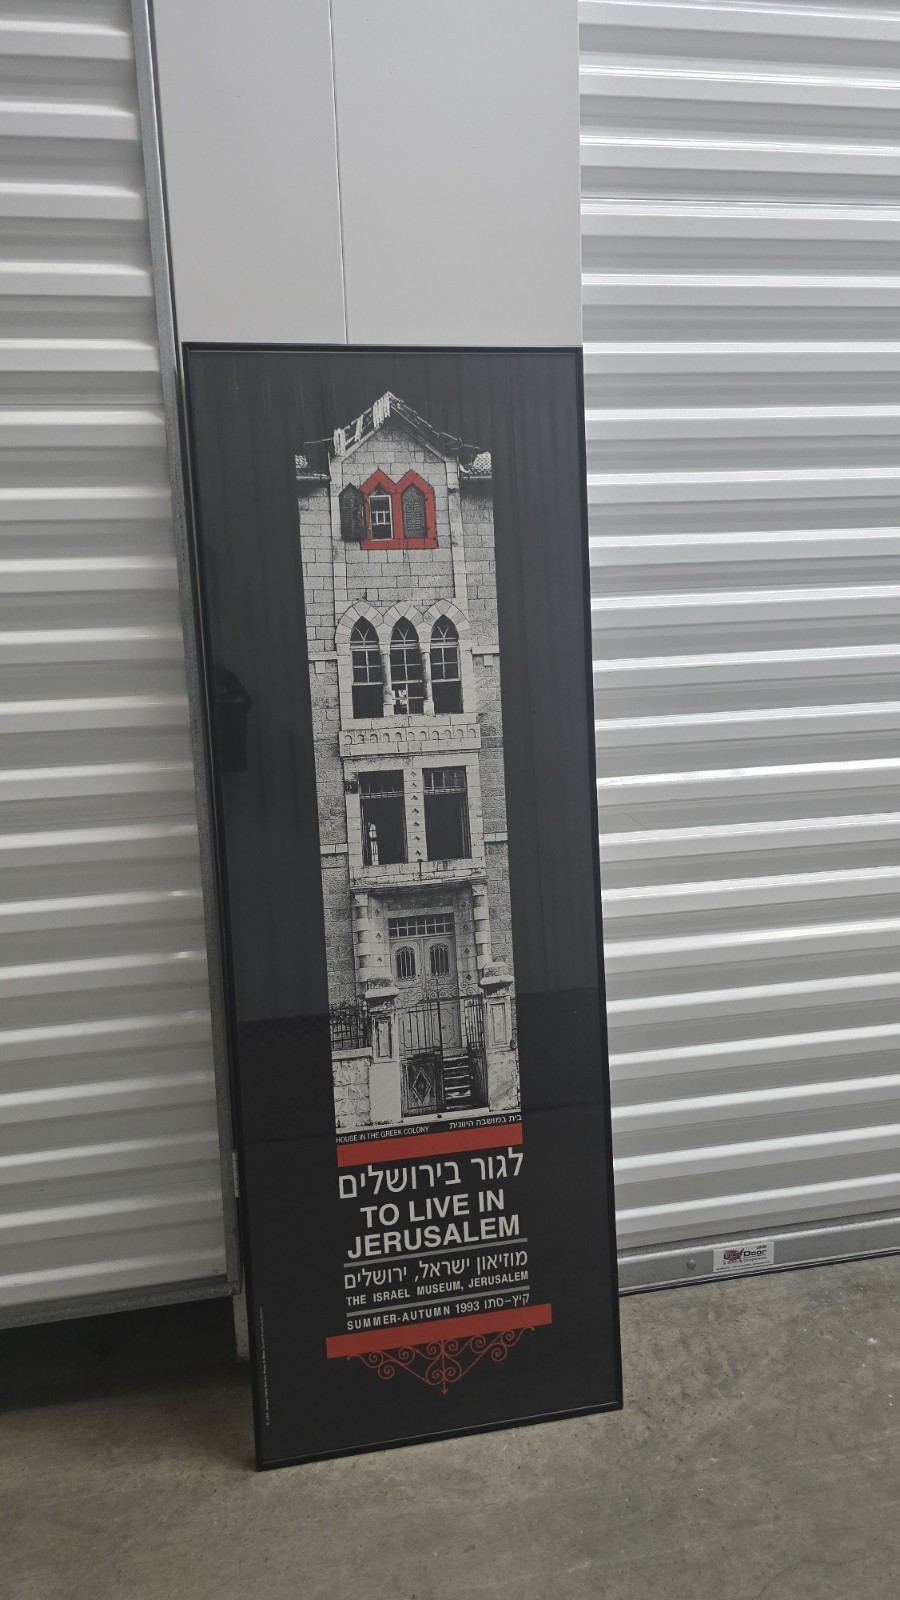 HOUSE IN THE GREEK COLONY בית במושבה היוונית
לגור בירושלים
TO LIVE IN
JERUSALEM
מוזיאון ישראל, ירושלים
THE ISRAEL MUSEUM, JERUSALEM
SUMMER-AUTUMN 1993 קיץ-סתו
Door